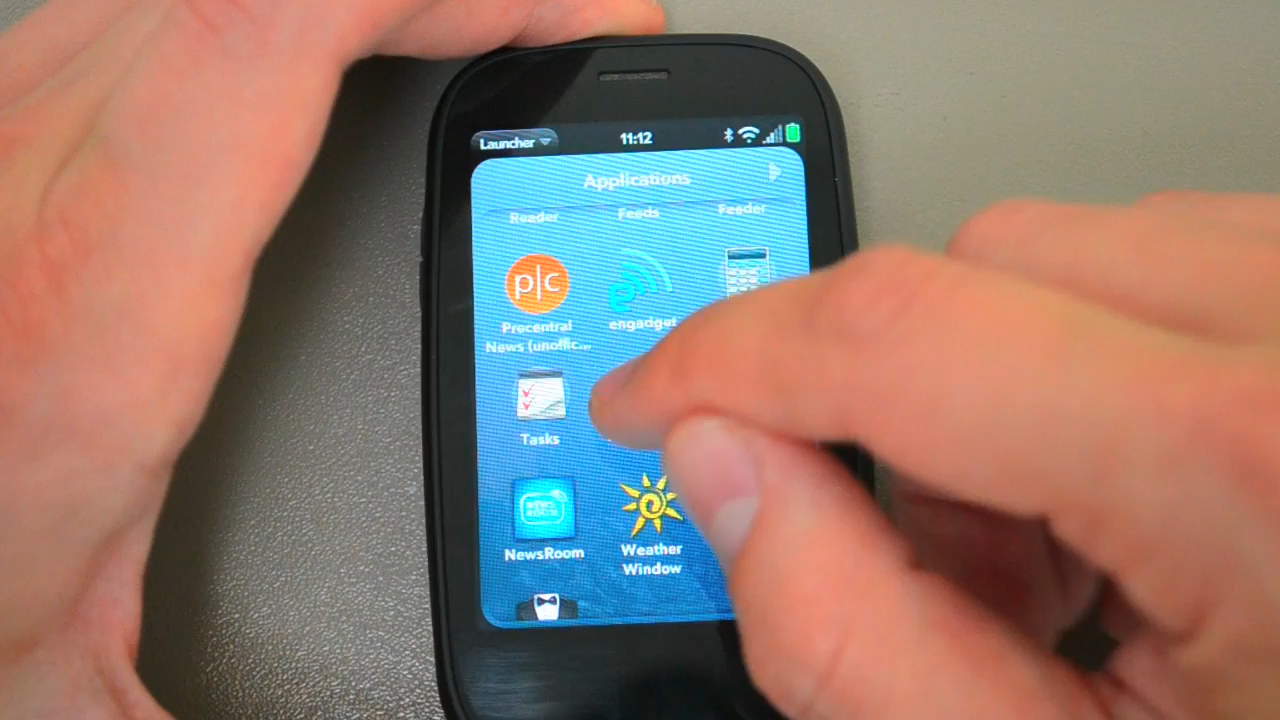 Launcher
11:12
Applications
Reader Feeds Feeder
p|c
Precentral
News (unoffic...
engadget
Tasks
NewsRoom
Weather
Window